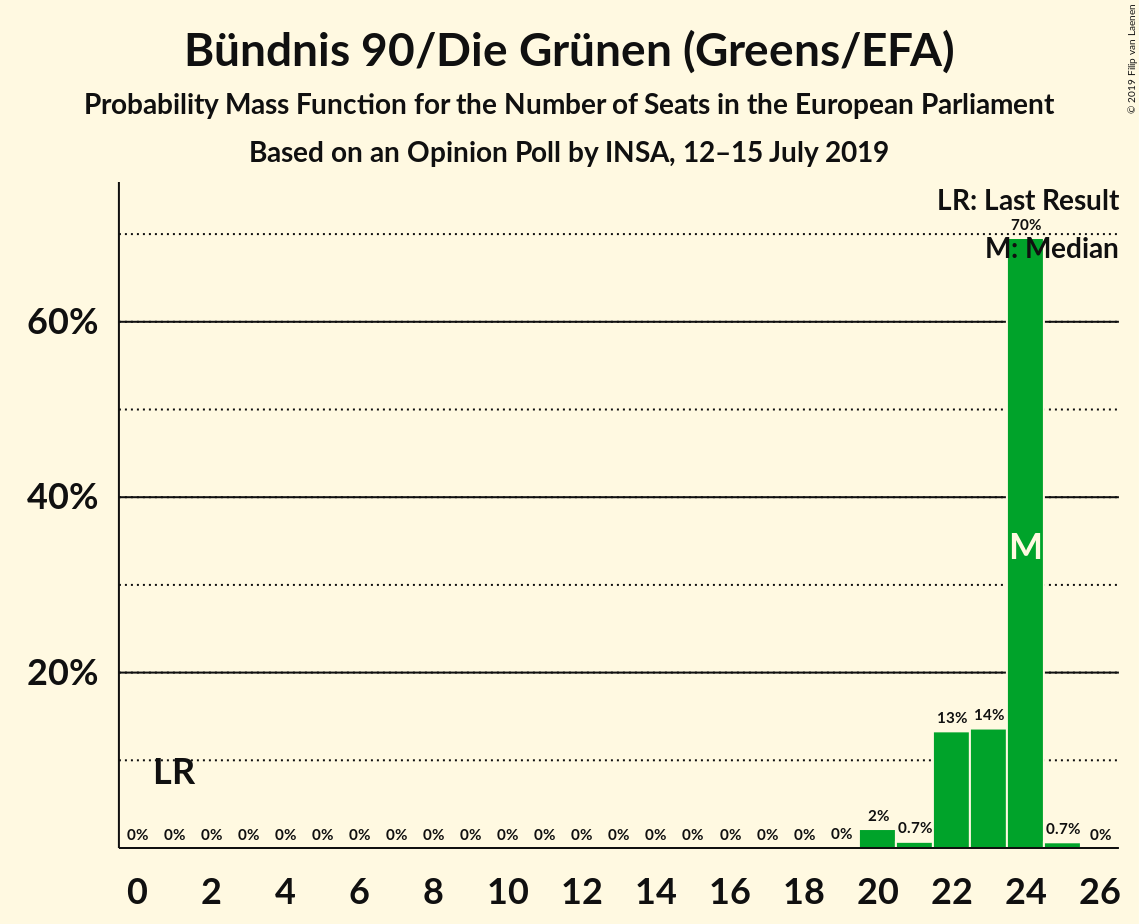 Bündnis 90/Die Grünen (Greens/EFA)
Probability Mass Function for the Number of Seats in the European Parliament
Based on an Opinion Poll by INSA, 12–15 July 2019
© 2019 Filip van Laenen
LR: Last Result
70%
M: Median
60%
40%
M
20%
13% 14%
LR
2% 0.7% 0.7%
0% 0% 0% 0% 0% 0% 0% 0% 0% 0% 0% 0% 0% 0% 0% 0% 0% 0% 0% 0% 0%
0 2 4 6 8 10 12 14 16 18 20 22 24 26